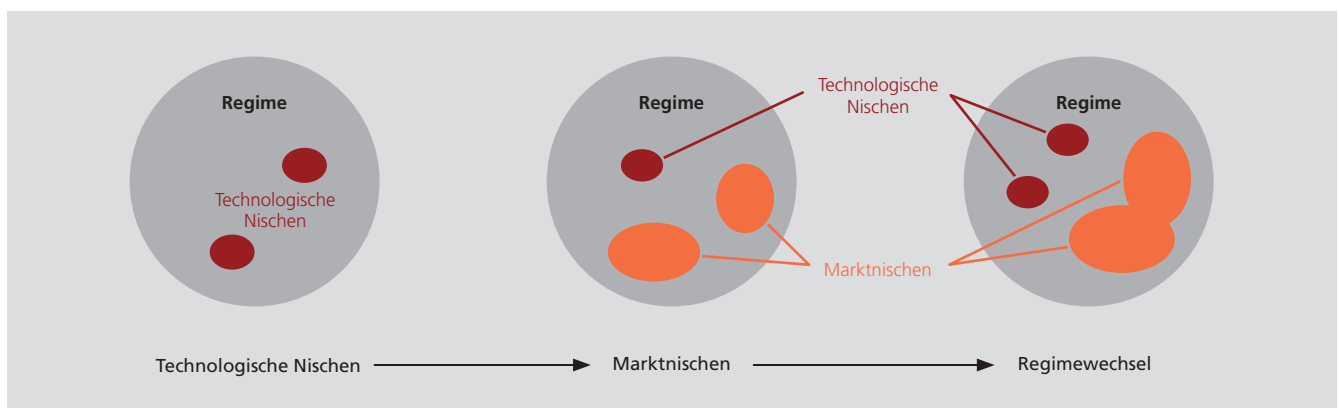 Regime
Technologische
Nischen
Regime
Technologische
Nischen
Regime
Marktnischen
Technologische Nischen
Marktnischen
Regimewechsel